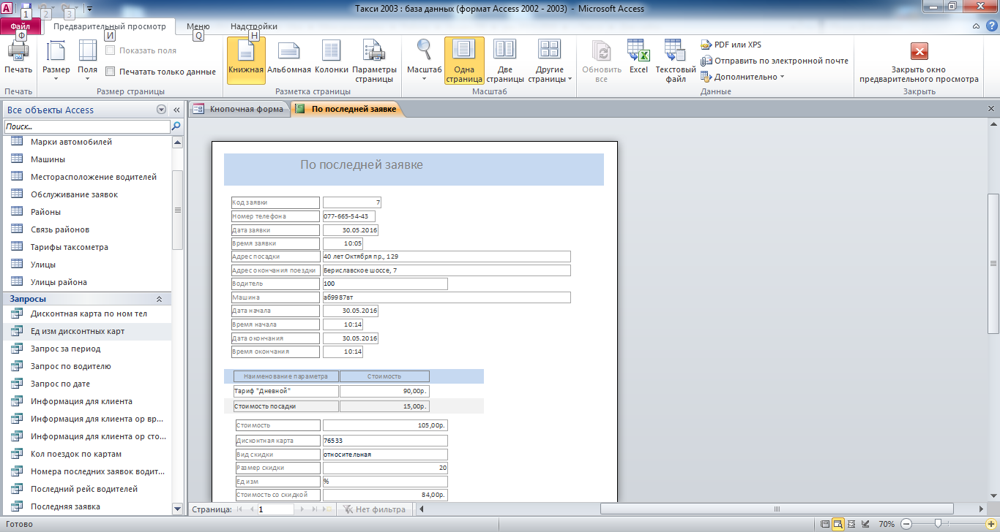 Такси 2003 : база данных (формат Access 2002 - 2003) - Microsoft Access
1 2 3
Файл Предварительный просмотр Меню Настройки
Ф И Q Н
Печать
Размер
Поля
Показать поля
Печатать только данные
Книжная
Альбомная
Колонки
Параметры страницы
Масштаб
Одна страница
Две страницы
Другие страницы
Обновить все
Excel
Текстовый файл
PDF или XPS
Отправить по электронной почте
Дополнительно
Закрыть окно предварительного просмотра
Печать
Размер страницы
Разметка страницы
Масштаб
Данные
Закрыть
Все объекты Access
Поиск...
Марки автомобилей
Машины
Месторасположение водителей
Обслуживание заявок
Районы
Связь районов
Тарифы таксометра
Улицы
Улицы района
Запросы
Дисконтная карта по ном тел
Ед изм дисконтных карт
Запрос за период
Запрос по водителю
Запрос по дате
Информация для клиента
Информация для клиента ор вр...
Информация для клиента ор сто...
Кол поездок по картам
Номера последних заявок водит...
Последний рейс водителей
Последняя заявка
Кнопочная форма
По последней заявке
По последней заявке
Код заявки 7
Номер телефона 077-665-54-43
Дата заявки 30.05.2016
Время заявки 10:05
Адрес посадки 40 лет Октября пр., 129
Адрес окончания поездки Бериславское шоссе, 7
Водитель 100
Машина аб9987вт
Дата начала 30.05.2016
Время начала 10:14
Дата окончания 30.05.2016
Время окончания 10:14
Наименование параметра Стоимость
Тариф "Дневной" 90,00р.
Стоимость посадки 15,00р.
Стоимость 105,00р.
Дисконтная карта 76533
Вид скидки относительная
Размер скидки 20
Ед изм %
Стоимость со скидкой 84,00р.
Страница: 1 Нет фильтра
Готово 70%